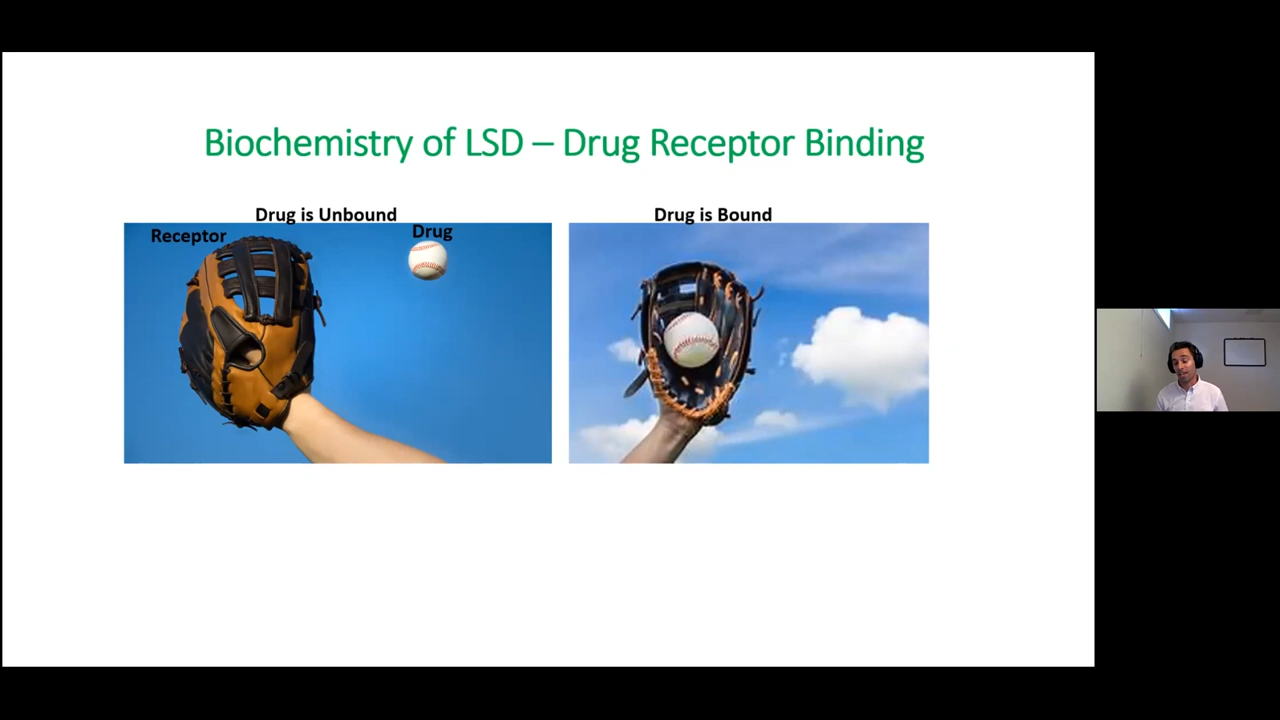 Biochemistry of LSD – Drug Receptor Binding
Drug is Unbound
Receptor
Drug
Drug is Bound